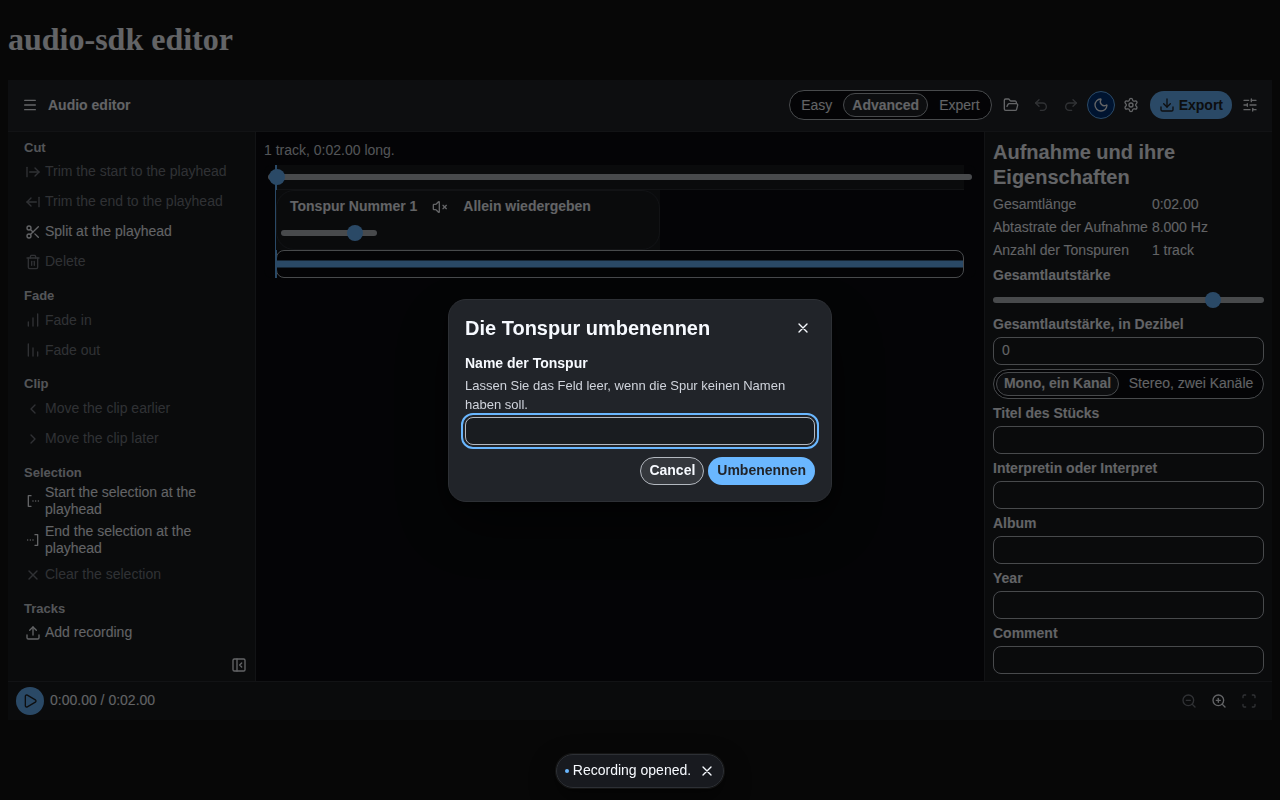 audio-sdk editor
Audio editor
Easy
Advanced
Expert
Export
Cut
Trim the start to the playhead
Trim the end to the playhead
Split at the playhead
Delete
Fade
Fade in
Fade out
Clip
Move the clip earlier
Move the clip later
Selection
Start the selection at the
playhead
End the selection at the
playhead
Clear the selection
Tracks
Add recording
1 track, 0:02.00 long.
Tonspur Nummer 1
Allein wiedergeben
Die Tonspur umbenennen
Name der Tonspur
Lassen Sie das Feld leer, wenn die Spur keinen Namen
haben soll.
Cancel
Umbenennen
Aufnahme und ihre
Eigenschaften
Gesamtlänge 0:02.00
Abtastrate der Aufnahme 8.000 Hz
Anzahl der Tonspuren 1 track
Gesamtlautstärke
Gesamtlautstärke, in Dezibel
0
Mono, ein Kanal
Stereo, zwei Kanäle
Titel des Stücks
Interpretin oder Interpret
Album
Year
Comment
0:00.00 / 0:02.00
Recording opened.